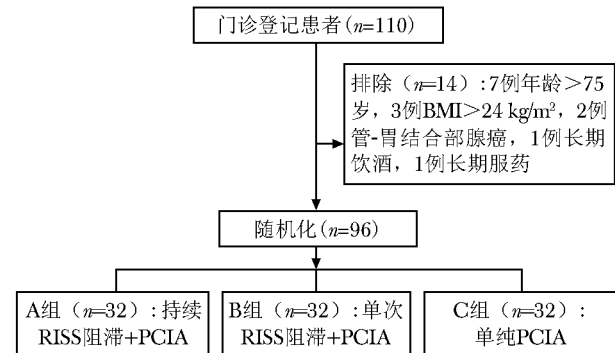 门诊登记患者(n=110)
排除（n=14）:7例年龄＞75
岁，3例BMI＞24 kg/m²，2例
管-胃结合部腺癌，1例长期
饮酒，1例长期服药
随机化（n=96）
A组（n=32）:持续
RISS阻滞+PCIA
B组（n=32）:单次
RISS阻滞+PCIA
C组（n=32）:
单纯PCIA